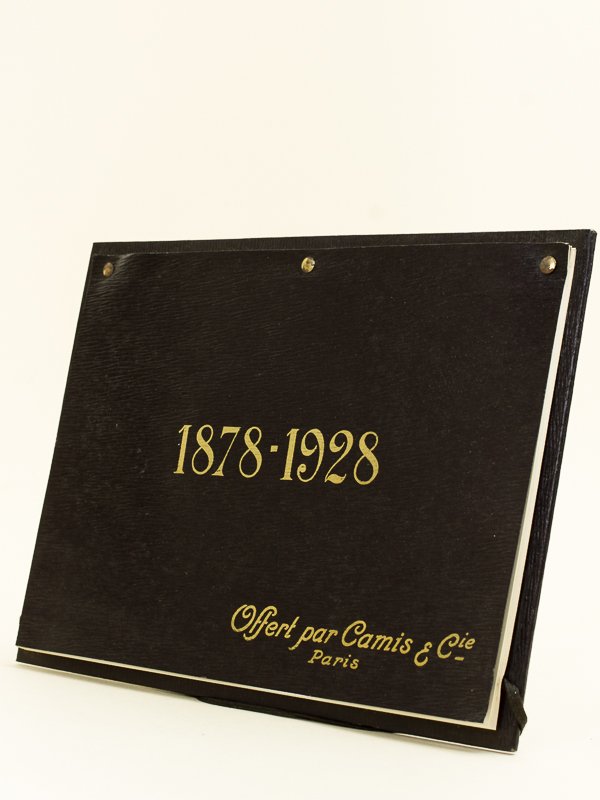 1878-1928
Offert par Camis & Cie
Paris